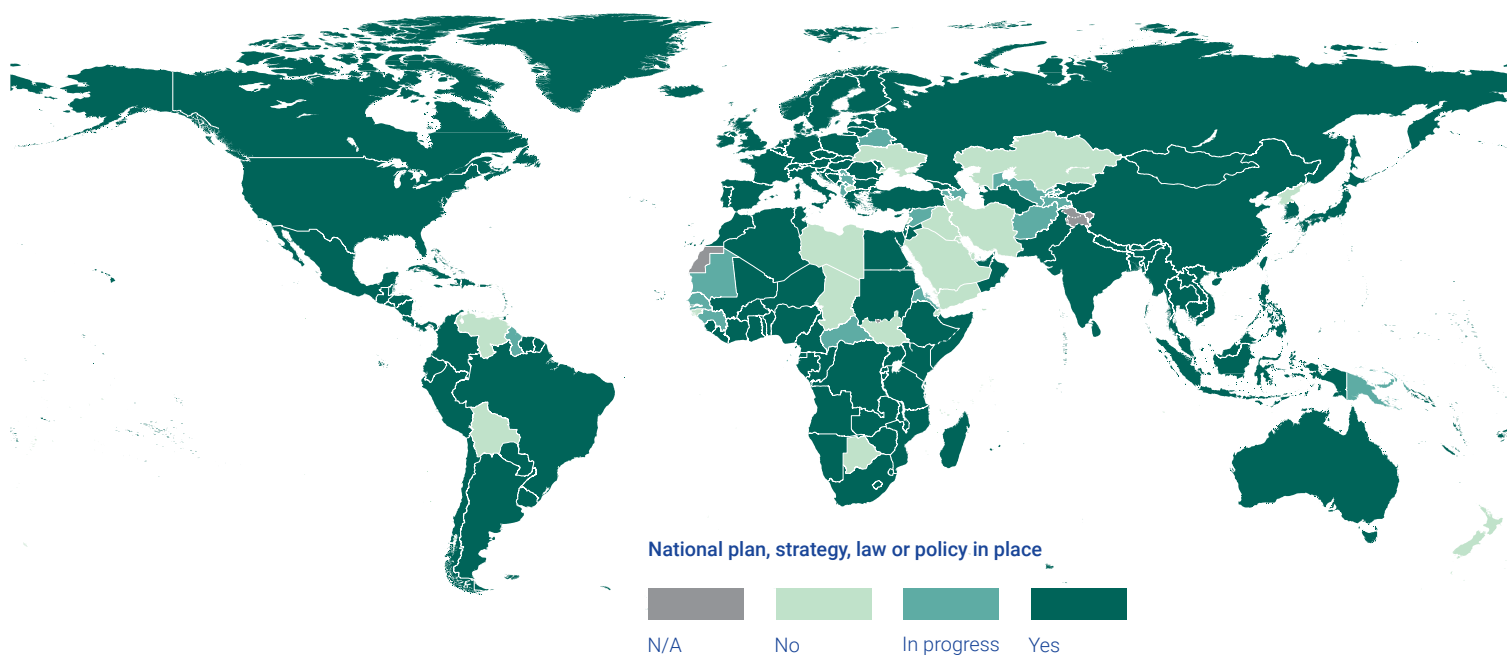 National plan, strategy, law or policy in place
N/A
No
In progress
Yes